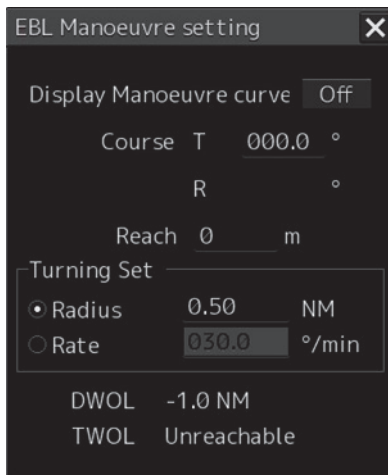 EBL Manoeuvre setting
Display Manoeuvre curve Off
Course T 000.0 °
R °
Reach 0 m
Turning Set
Radius 0.50 NM
Rate 030.0 °/min
DWOL -1.0 NM
TWOL Unreachable